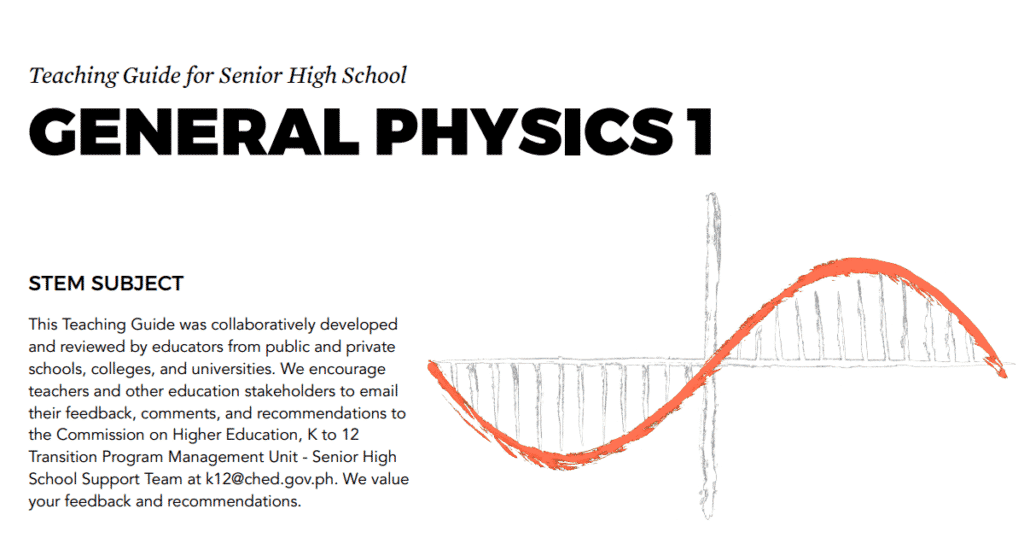 Teaching Guide for Senior High School
GENERAL PHYSICS 1
STEM SUBJECT
This Teaching Guide was collaboratively developed
and reviewed by educators from public and private
schools, colleges, and universities. We encourage
teachers and other education stakeholders to email
their feedback, comments, and recommendations to
the Commission on Higher Education, K to 12
Transition Program Management Unit - Senior High
School Support Team at k12@ched.gov.ph. We value
your feedback and recommendations.